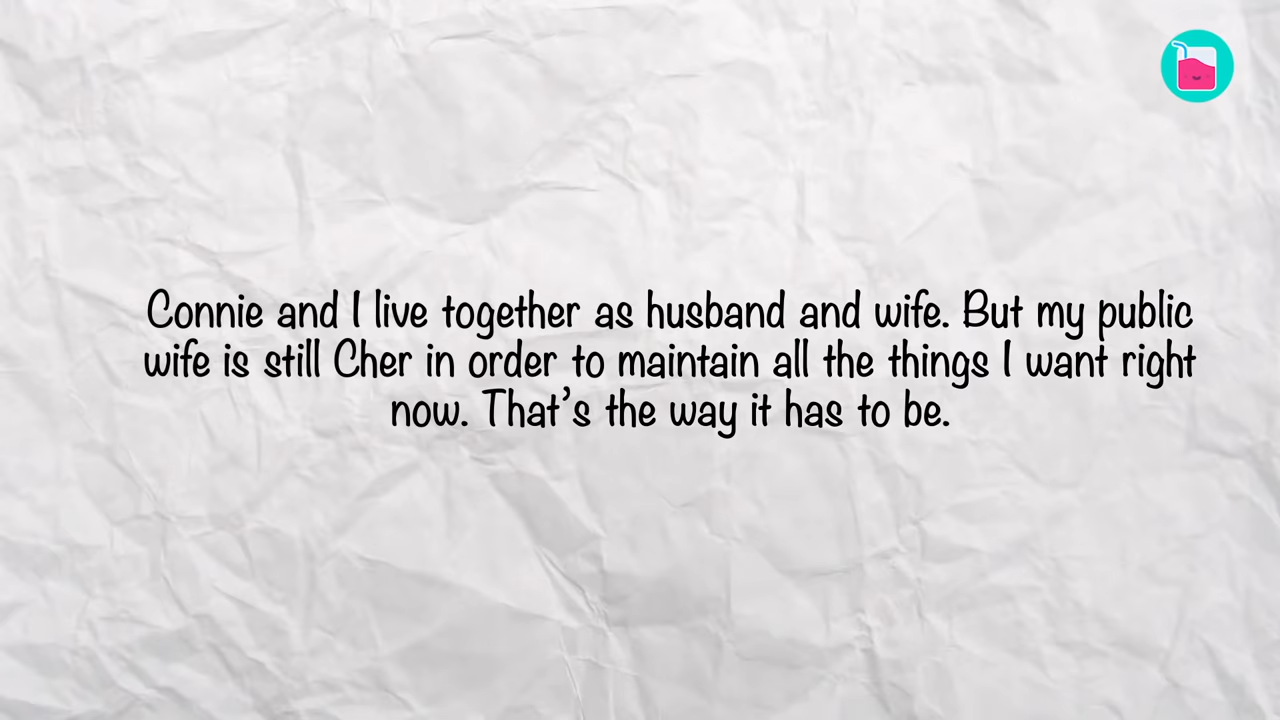 Connie and I live together as husband and wife. But my public
wife is still Cher in order to maintain all the things I want right
now. That’s the way it has to be.